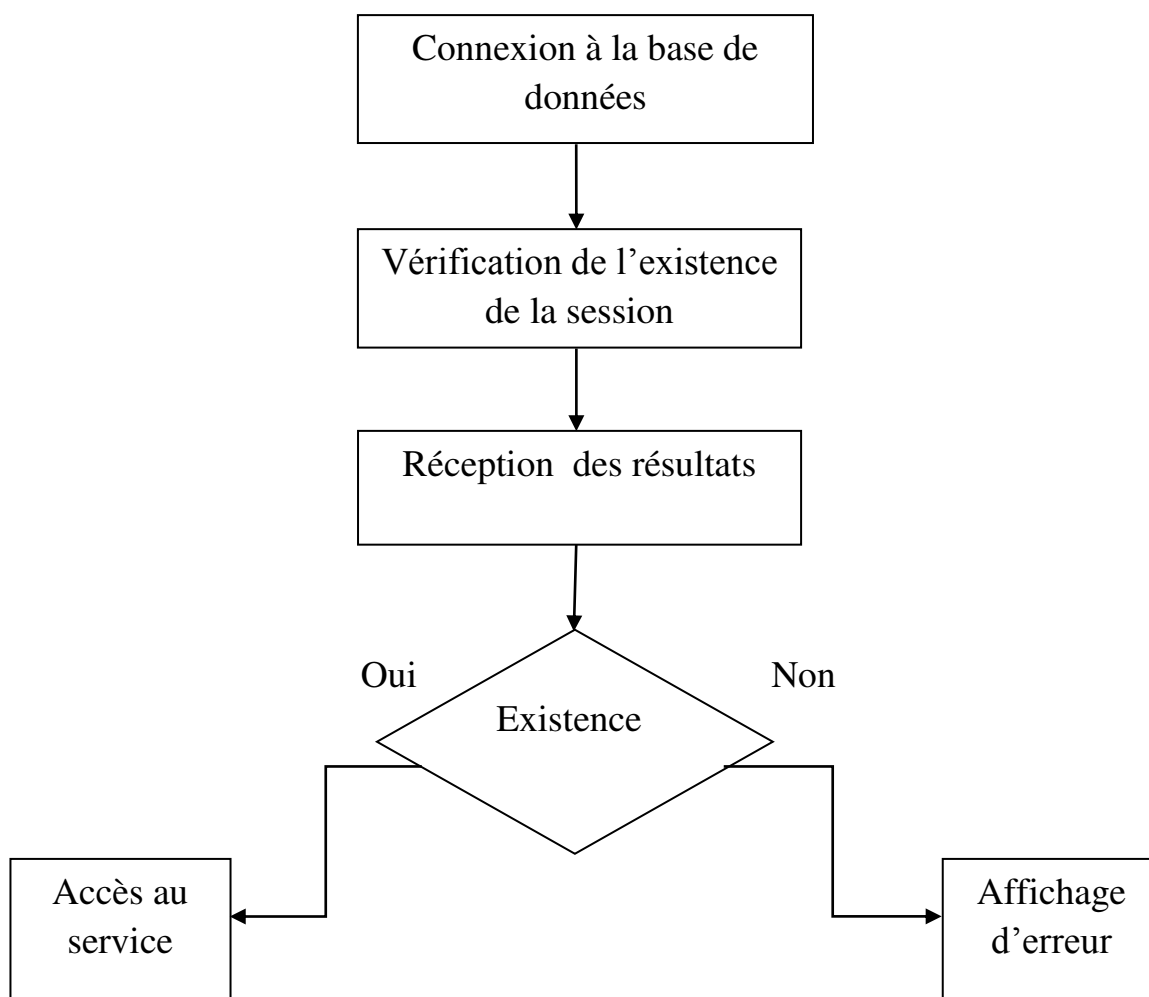 Connexion à la base de
données
Vérification de l’existence
de la session
Réception  des résultats
Oui
Non
Existence
Accès au
service
Affichage
d’erreur